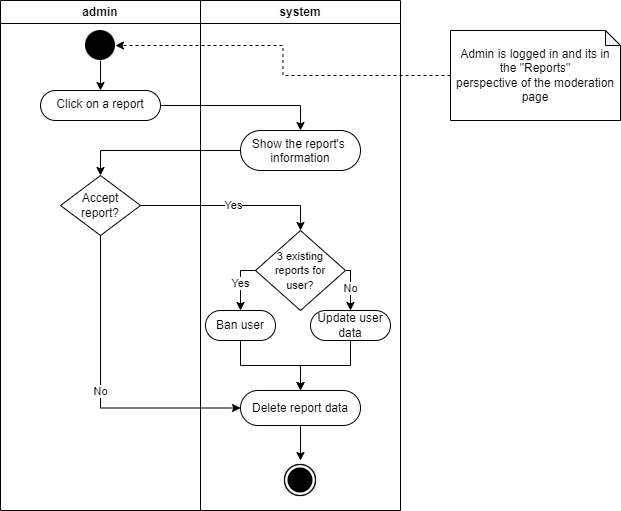 admin
system
Admin is logged in and its in
the "Reports"
perspective of the moderation
page
Click on a report
Show the report's
information
Accept
report?
Yes
3 existing
reports for
user?
Yes
No
Ban user
Update user
data
No
Delete report data